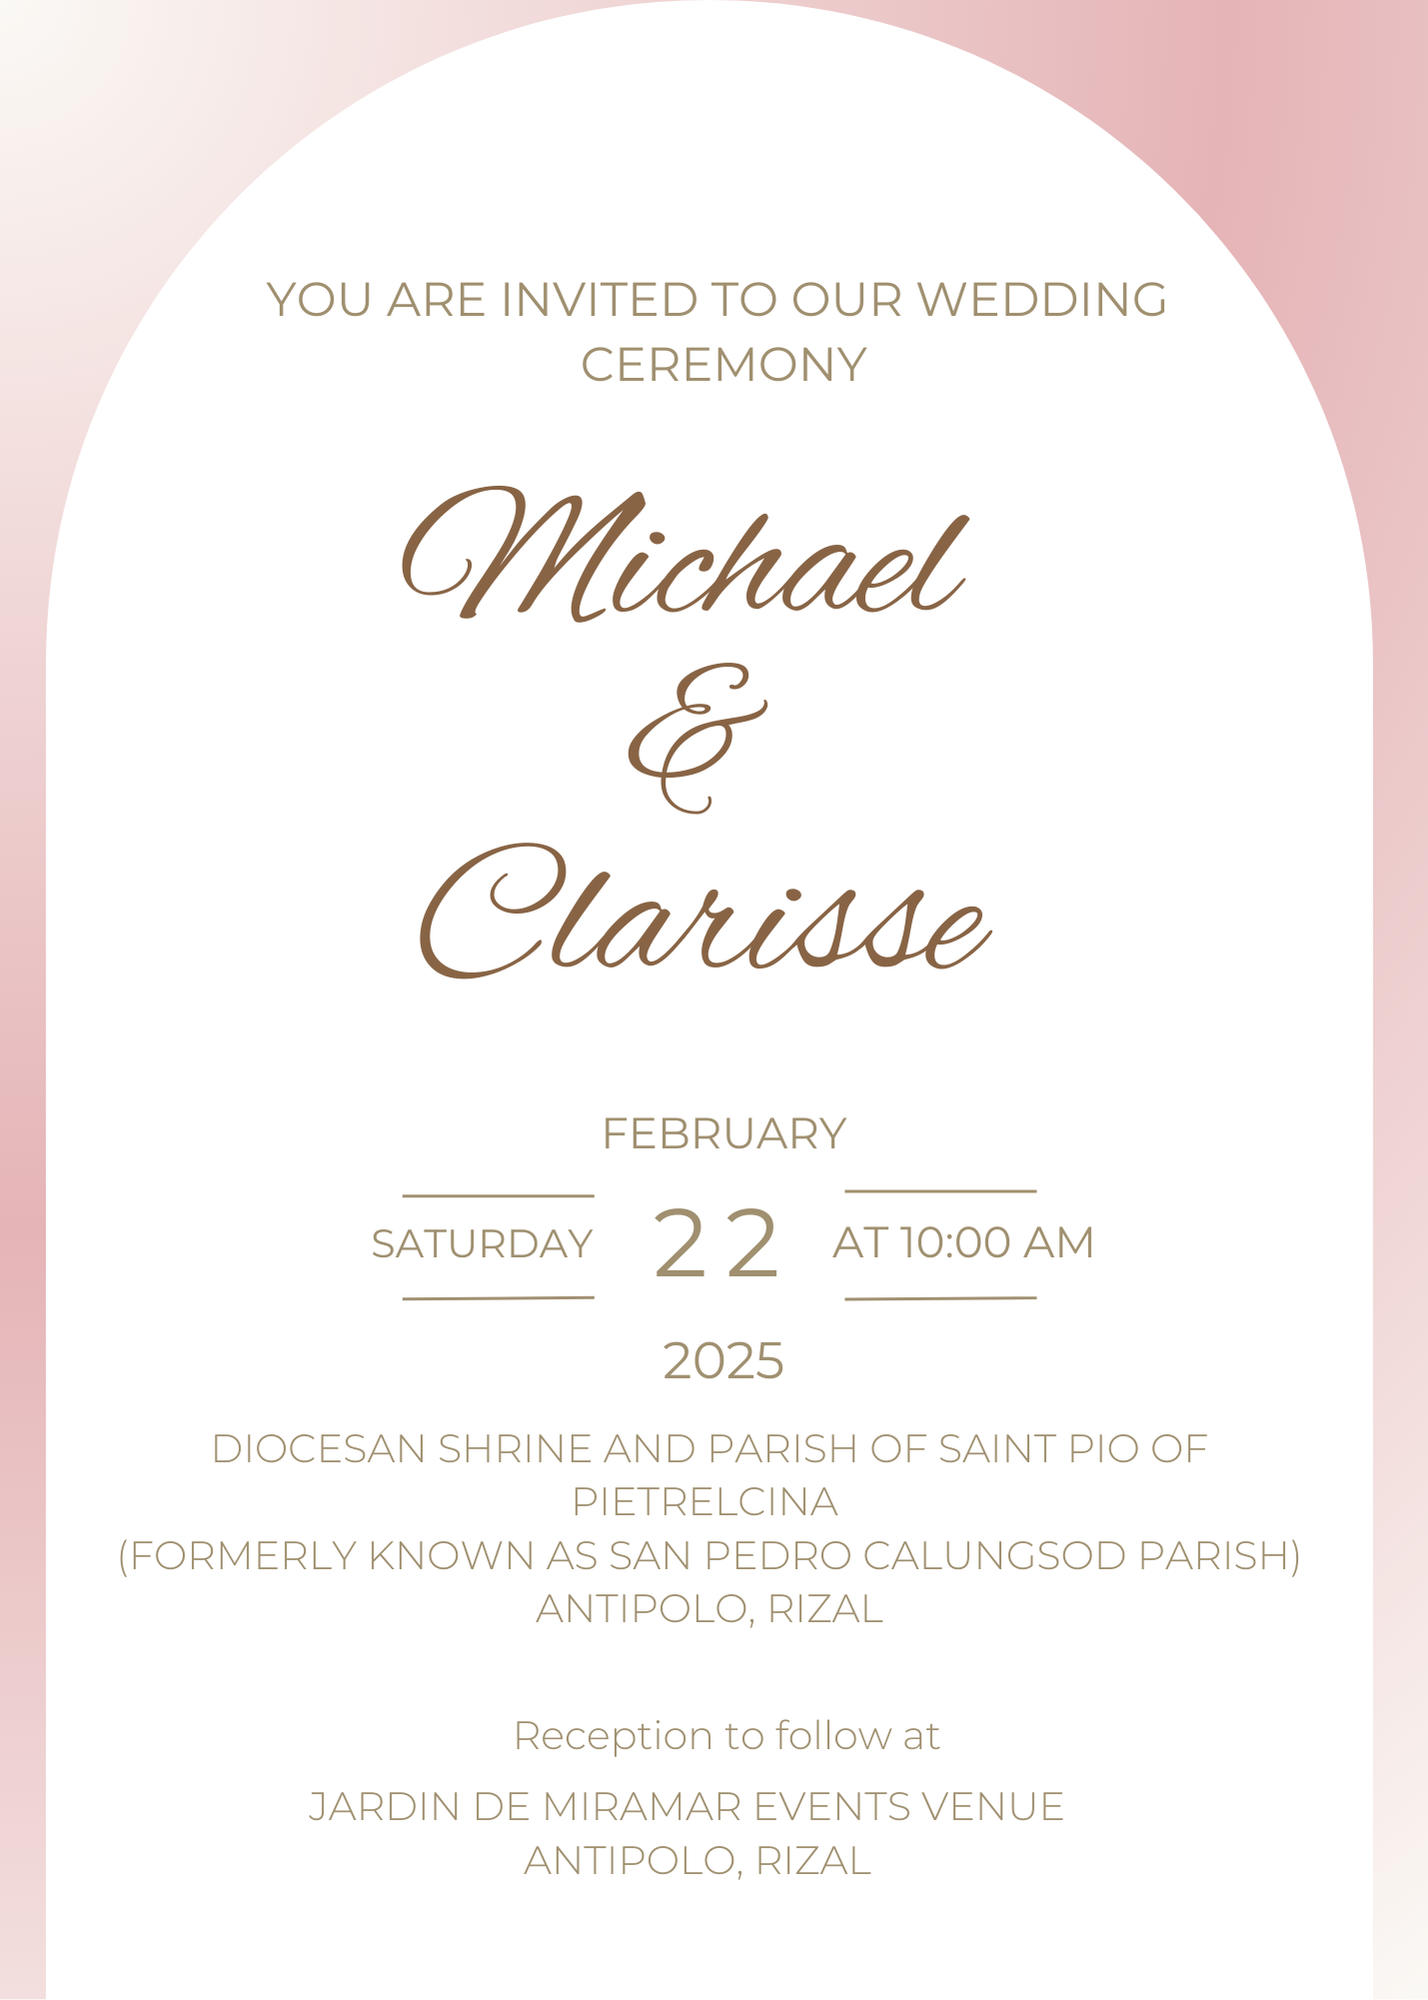 YOU ARE INVITED TO OUR WEDDING
CEREMONY
Michael
&
Clarisse
FEBRUARY
SATURDAY 22 AT 10:00 AM
2025
DIOCESAN SHRINE AND PARISH OF SAINT PIO OF
PIETRELCINA
(FORMERLY KNOWN AS SAN PEDRO CALUNGSOD PARISH)
ANTIPOLO, RIZAL
Reception to follow at
JARDIN DE MIRAMAR EVENTS VENUE
ANTIPOLO, RIZAL